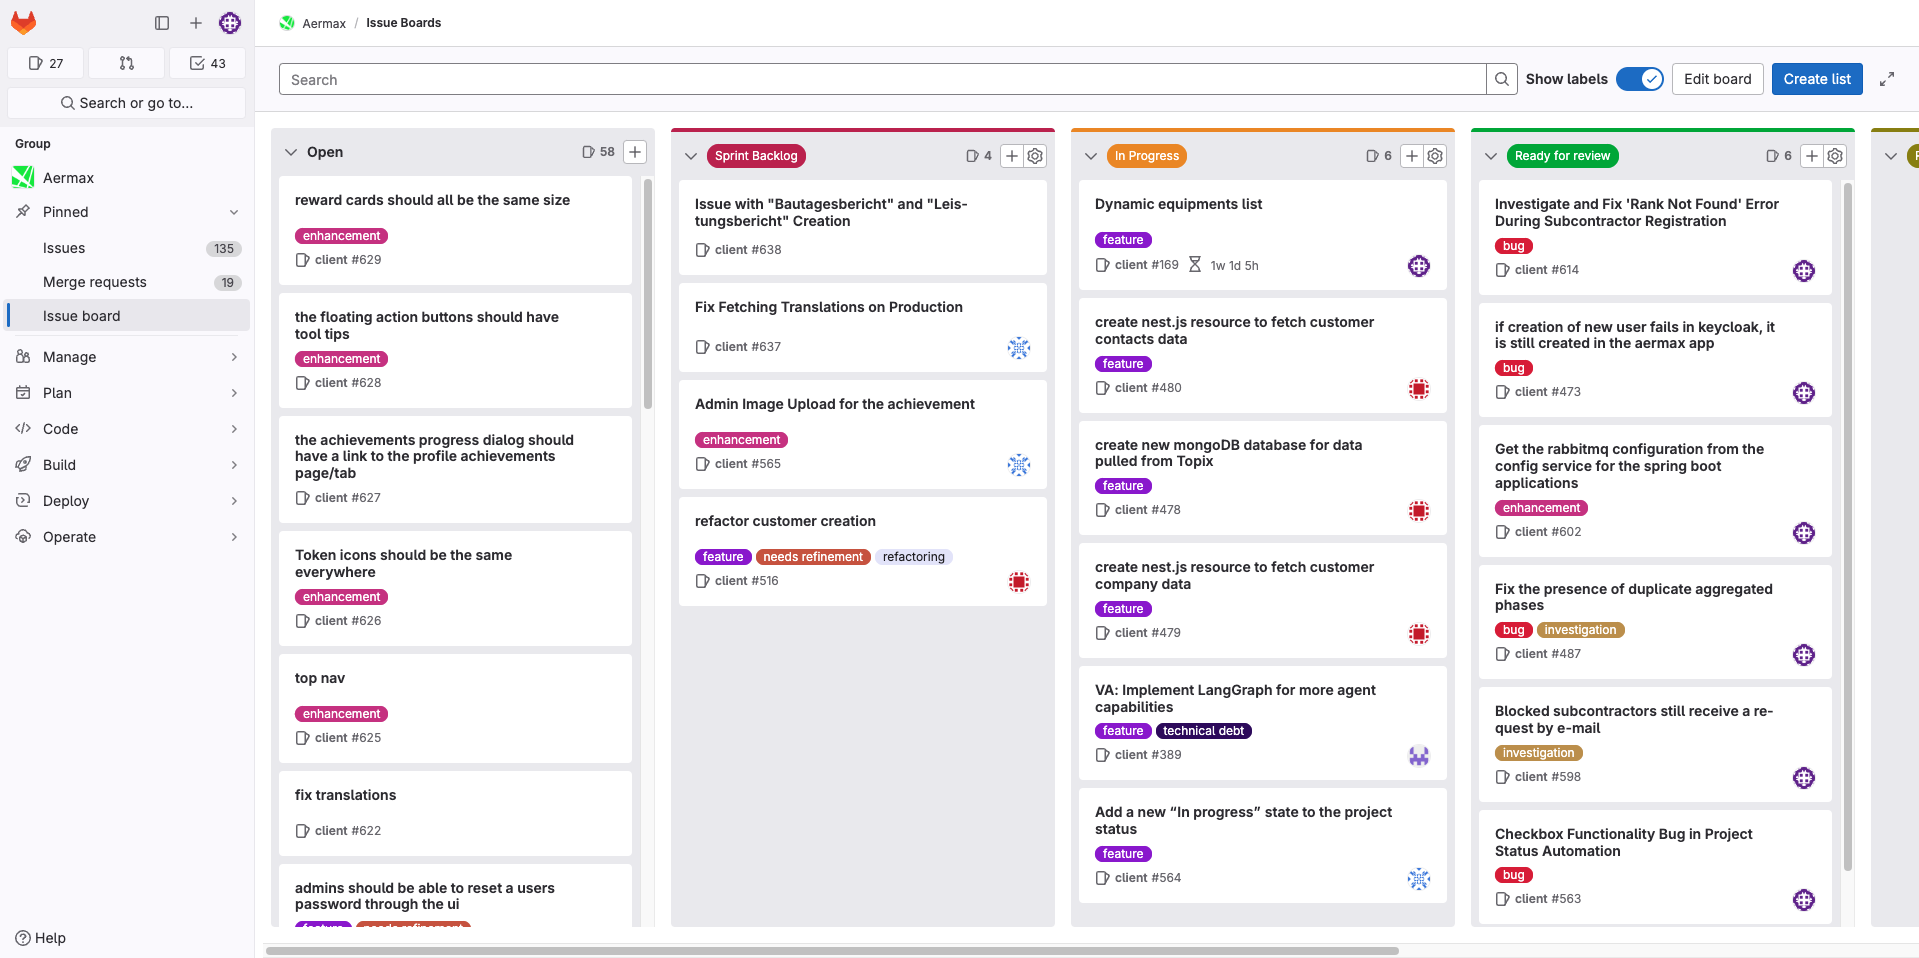 27
43
Search or go to...
Group
Aermax
Pinned
Issues 135
Merge requests 19
Issue board
Manage
Plan
Code
Build
Deploy
Operate
Help
Aermax / Issue Boards
Search
Show labels
Edit board
Create list
Open 58
reward cards should all be the same size
enhancement
client #629
the floating action buttons should have
tool tips
enhancement
client #628
the achievements progress dialog should
have a link to the profile achievements
page/tab
client #627
Token icons should be the same
everywhere
enhancement
client #626
top nav
enhancement
client #625
fix translations
client #622
admins should be able to reset a users
password through the ui
feature needs refinement
Sprint Backlog 4
Issue with "Bautagesbericht" and "Leis-
tungsbericht" Creation
client #638
Fix Fetching Translations on Production
client #637
Admin Image Upload for the achievement
enhancement
client #565
refactor customer creation
feature needs refinement refactoring
client #516
In Progress 6
Dynamic equipments list
feature
client #169 1w 1d 5h
create nest.js resource to fetch customer
contacts data
feature
client #480
create new mongoDB database for data
pulled from Topix
feature
client #478
create nest.js resource to fetch customer
company data
feature
client #479
VA: Implement LangGraph for more agent
capabilities
feature technical debt
client #389
Add a new “In progress” state to the project
status
feature
client #564
Ready for review 6
Investigate and Fix 'Rank Not Found' Error
During Subcontractor Registration
bug
client #614
if creation of new user fails in keycloak, it
is still created in the aermax app
bug
client #473
Get the rabbitmq configuration from the
config service for the spring boot
applications
enhancement
client #602
Fix the presence of duplicate aggregated
phases
bug investigation
client #487
Blocked subcontractors still receive a re-
quest by e-mail
investigation
client #598
Checkbox Functionality Bug in Project
Status Automation
bug
client #563